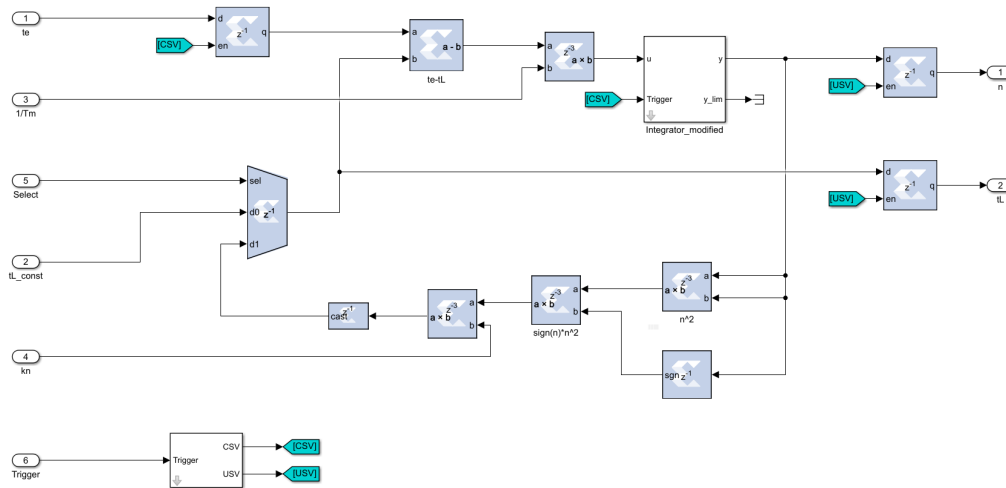 1
te
[CSV]
d
en
z-1
q
a
b
a - b
te-tL
a
b
z-3
a × b
u
Trigger
y
y_lim
Integrator_modified
[CSV]
d
en
z-1
q
[USV]
1
n
3
1/Tm
5
Select
sel
d0
d1
z-1
d
en
z-1
q
[USV]
2
tL
2
tL_const
cast
z-1
a × b
z-3
a
b
a × b
z-3
a
b
sign(n)*n^2
a × b
z-3
a
b
n^2
sgn
z-1
4
kn
6
Trigger
Trigger
CSV
USV
[CSV]
[USV]